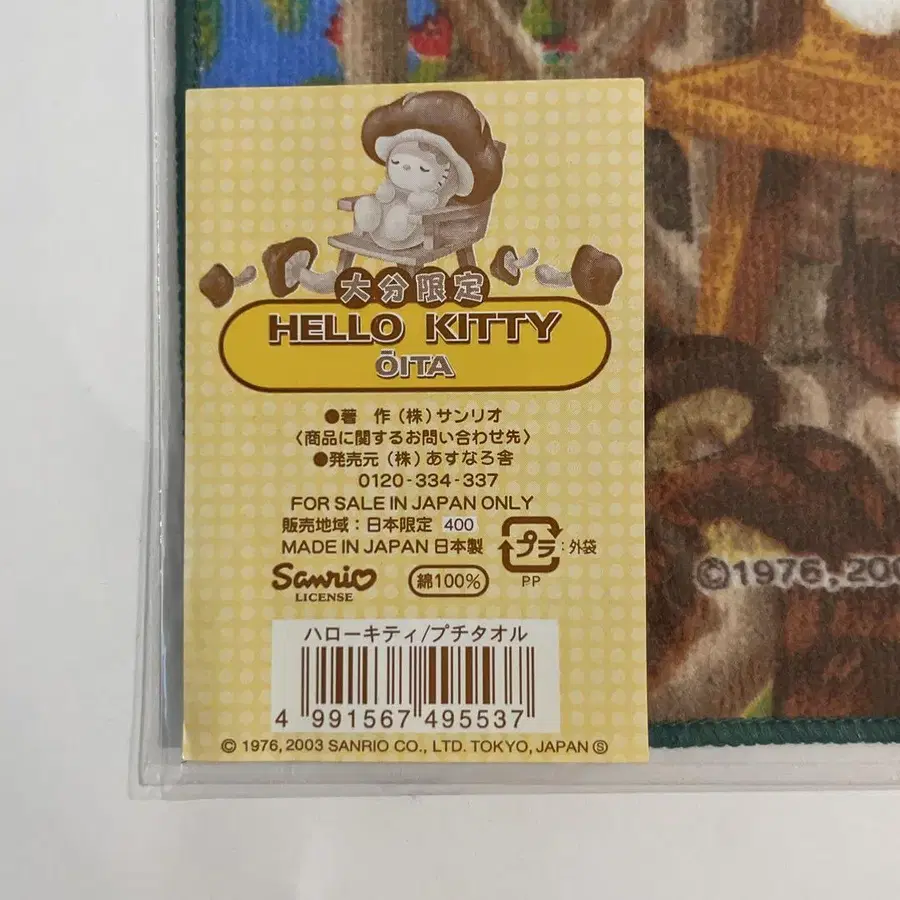 大分限定
HELLO KITTY
ŌITA
●著 作（株）サンリオ
〈商品に関するお問い合わせ先〉
●発売元（株）あすなろ舎
0120-334-337
FOR SALE IN JAPAN ONLY
販売地域：日本限定 400
MADE IN JAPAN 日本製
プラ：外袋
PP
Sanrio
LICENSE
綿100%
ハローキティ/プチタオル
4 991567 495537
© 1976, 2003 SANRIO CO., LTD. TOKYO, JAPAN Ⓢ
©1976, 200